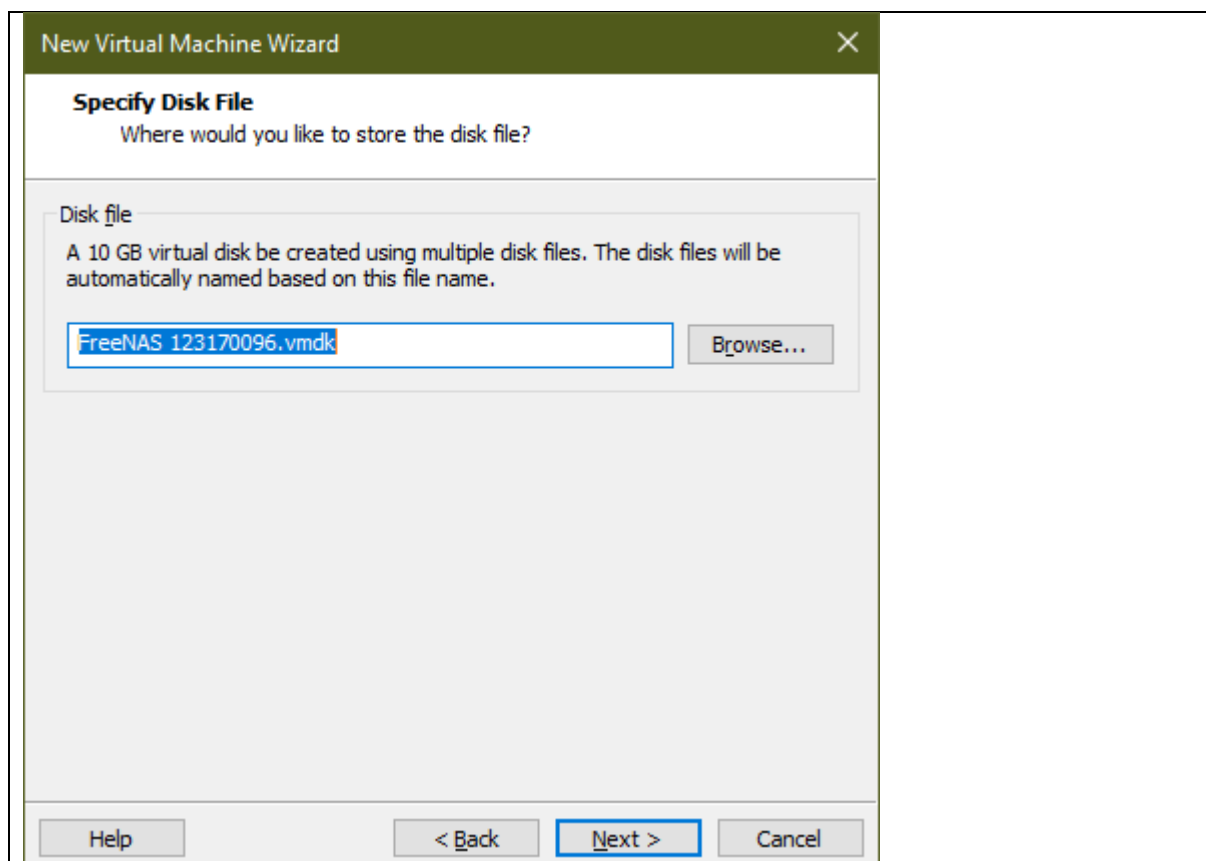 New Virtual Machine Wizard
Specify Disk File
Where would you like to store the disk file?
Disk file
A 10 GB virtual disk be created using multiple disk files. The disk files will be
automatically named based on this file name.
FreeNAS 123170096.vmdk
Browse...
Help
< Back
Next >
Cancel